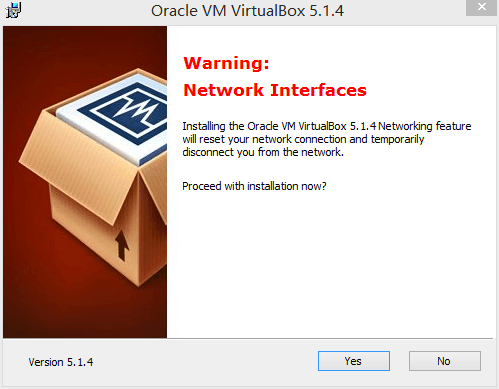 Oracle VM VirtualBox 5.1.4
Warning:
Network Interfaces
Installing the Oracle VM VirtualBox 5.1.4 Networking feature
will reset your network connection and temporarily
disconnect you from the network.
Proceed with installation now?
Version 5.1.4
Yes
No